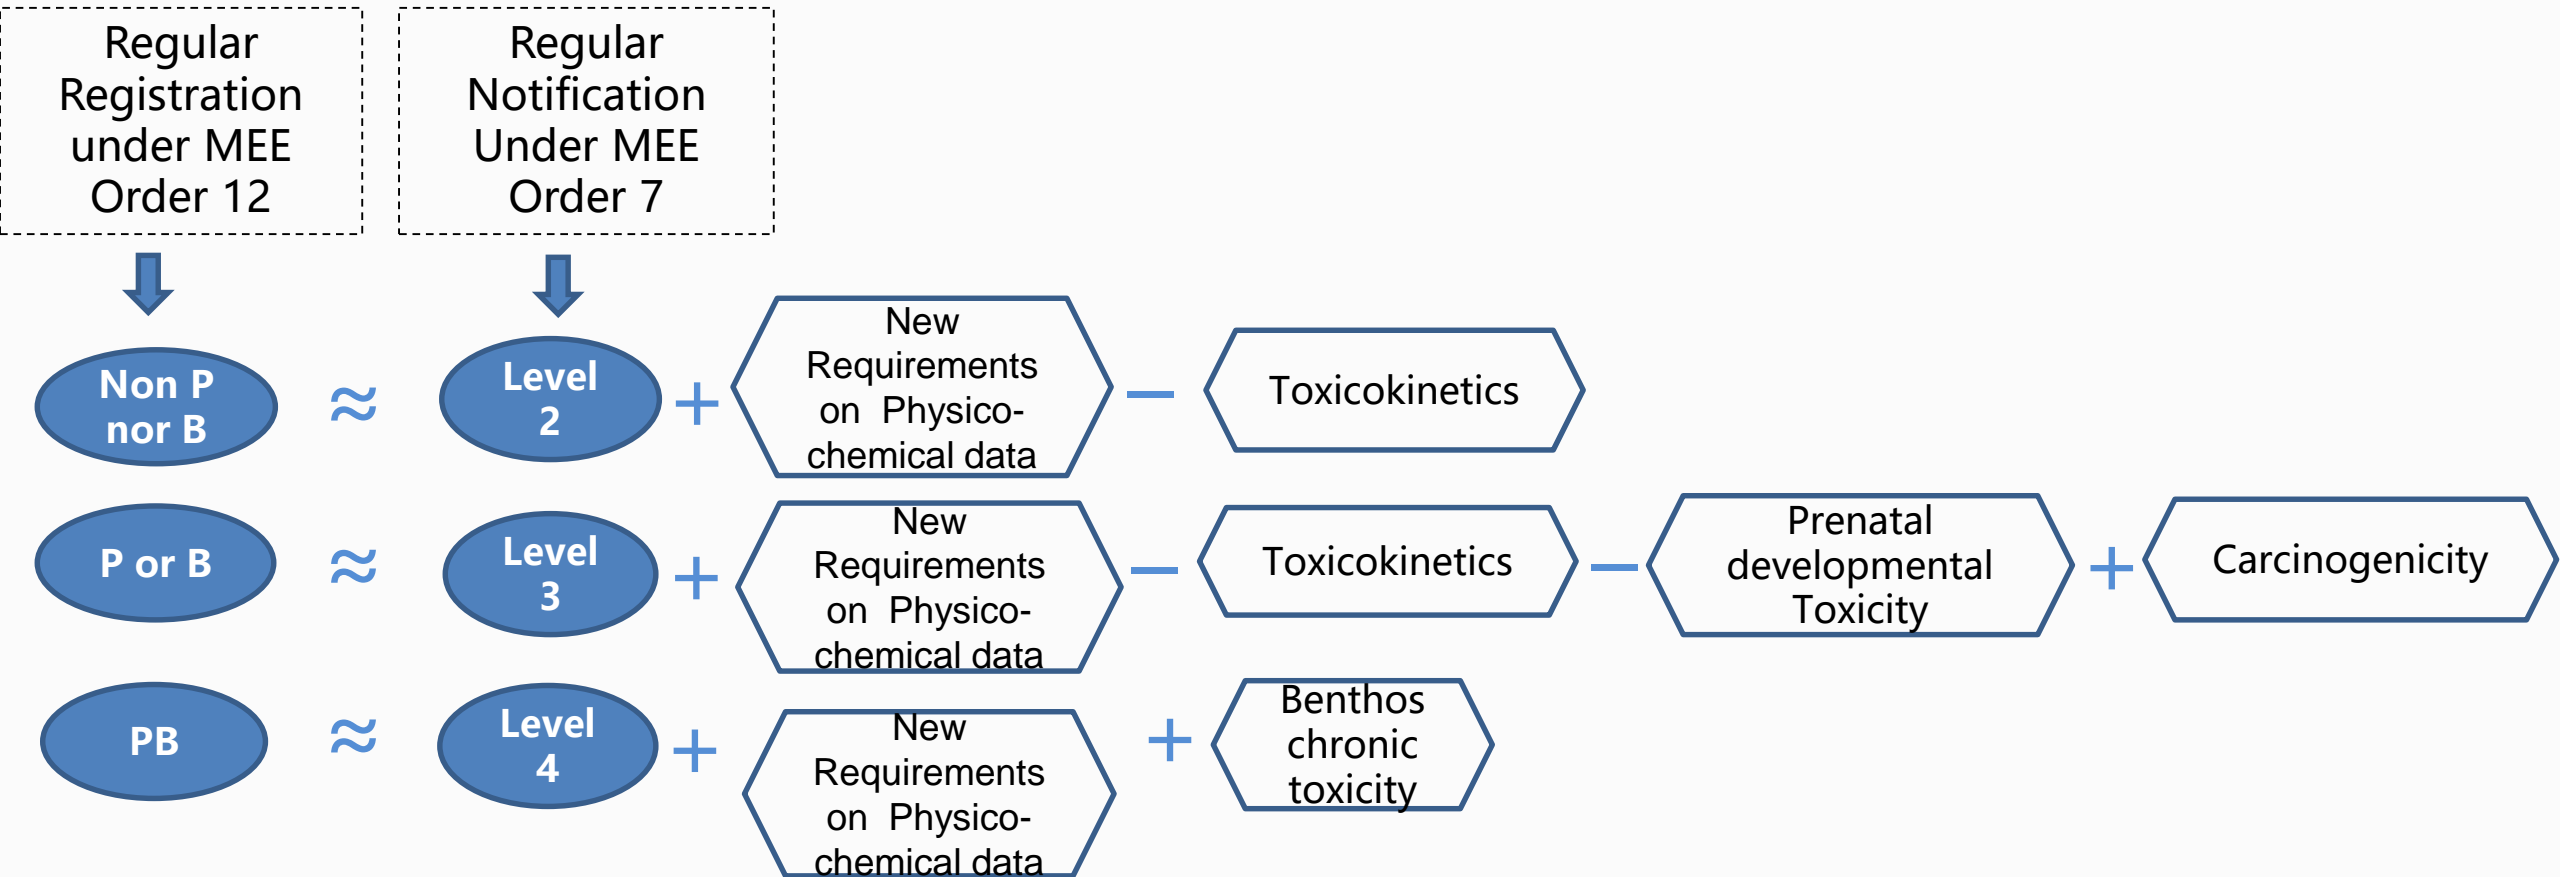 Regular
Registration
under MEE
Order 12
Regular
Notification
Under MEE
Order 7
Non P
nor B
≈
Level
2
+
New
Requirements
on  Physico-
chemical data
—
Toxicokinetics
P or B
≈
Level
3
+
New
Requirements
on  Physico-
chemical data
—
Toxicokinetics
—
Prenatal
developmental
Toxicity
+
Carcinogenicity
PB
≈
Level
4
+
New
Requirements
on  Physico-
chemical data
+
Benthos
chronic
toxicity